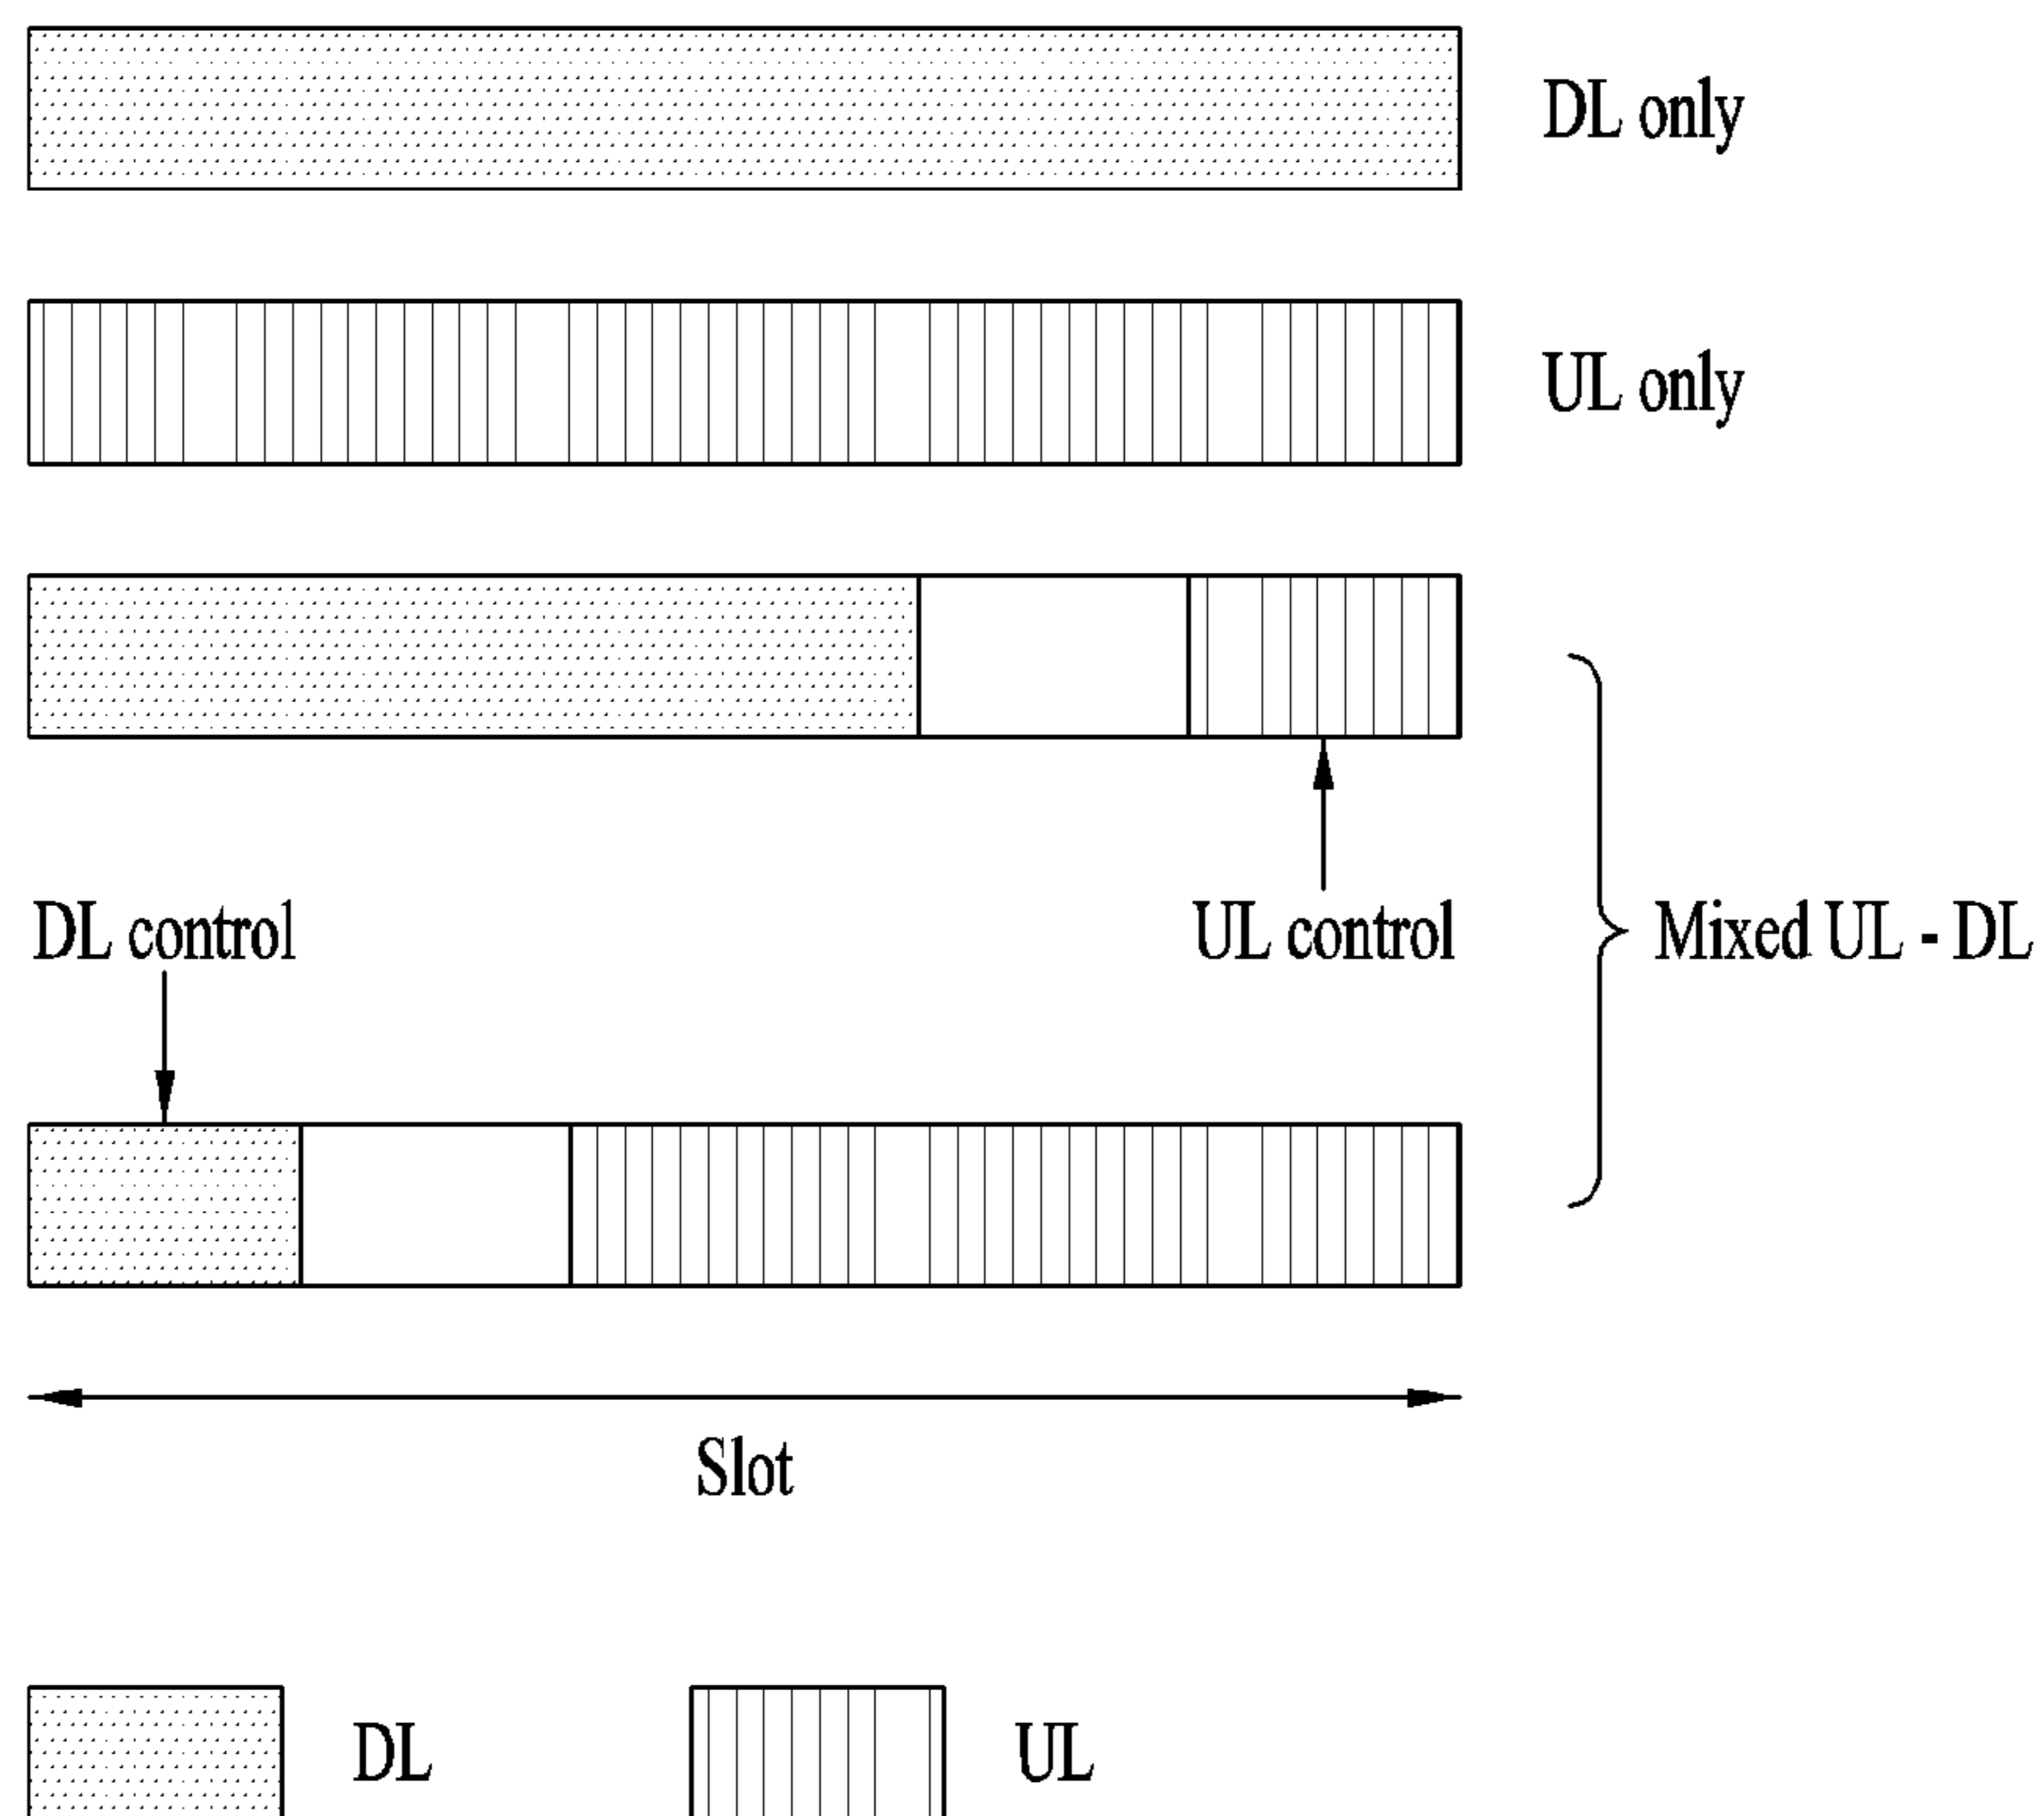 DL only
UL only
DL control
UL control
Mixed UL - DL
Slot
DL
UL